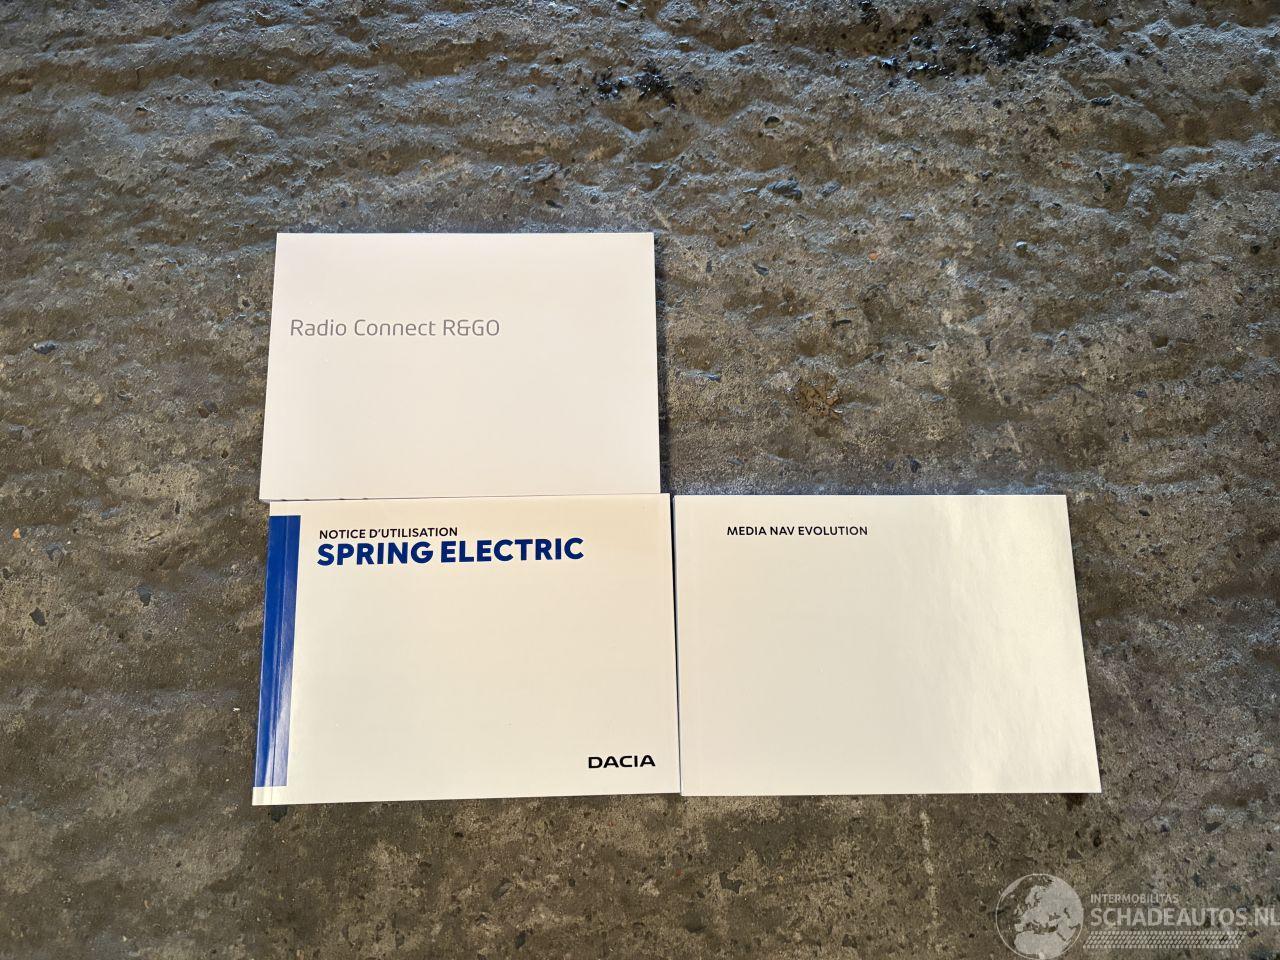 Radio Connect R&GO
NOTICE D'UTILISATION
SPRING ELECTRIC
DACIA
MEDIA NAV EVOLUTION
INTERMOBILITAS
SCHADEAUTOS.NL